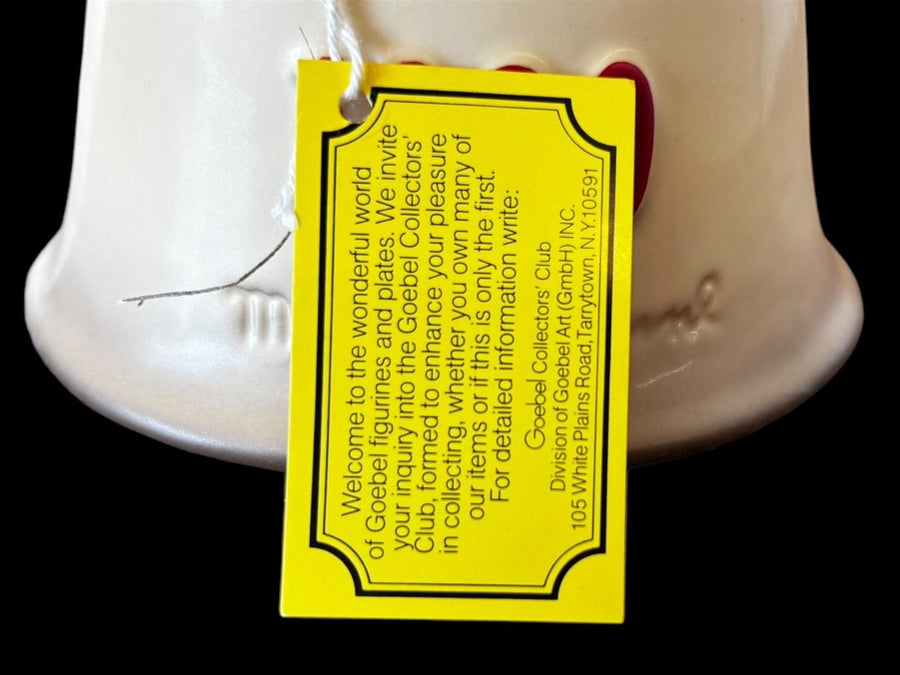 Welcome to the wonderful world
of Goebel figurines and plates. We invite
your inquiry into the Goebel Collectors'
Club, formed to enhance your pleasure
in collecting, whether you own many of
our items or if this is only the first.
For detailed information write:
Goebel Collectors' Club
Division of Goebel Art (GmbH) INC.
105 White Plains Road, Tarrytown, N.Y.10591